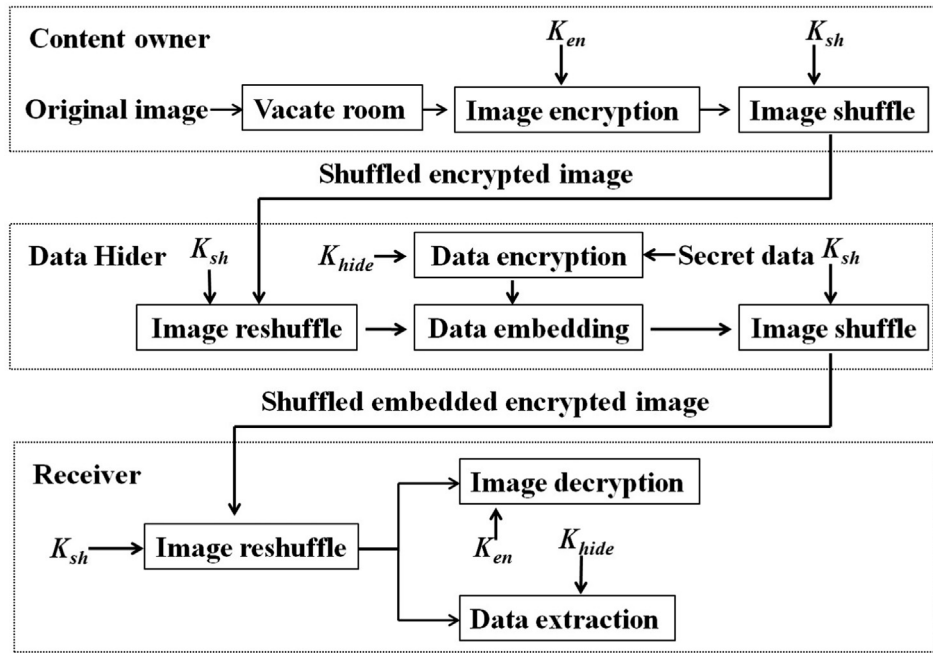 Content owner
K_en
K_sh
Original image
Vacate room
Image encryption
Image shuffle
Shuffled encrypted image
Data Hider
K_sh
K_hide
Data encryption
Secret data
K_sh
Image reshuffle
Data embedding
Image shuffle
Shuffled embedded encrypted image
Receiver
Image decryption
K_sh
Image reshuffle
K_en
K_hide
Data extraction